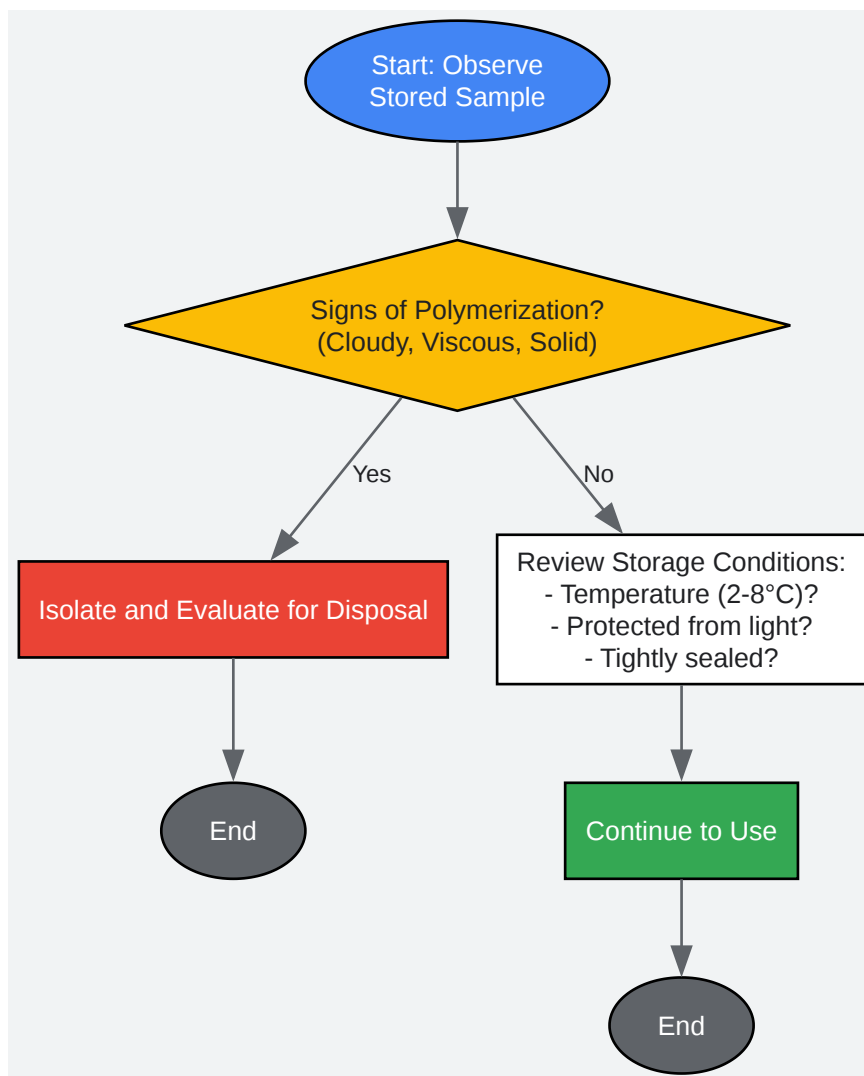 Start: Observe
Stored Sample
Signs of Polymerization?
(Cloudy, Viscous, Solid)
Yes
No
Isolate and Evaluate for Disposal
Review Storage Conditions:
- Temperature (2-8°C)?
- Protected from light?
- Tightly sealed?
End
Continue to Use
End